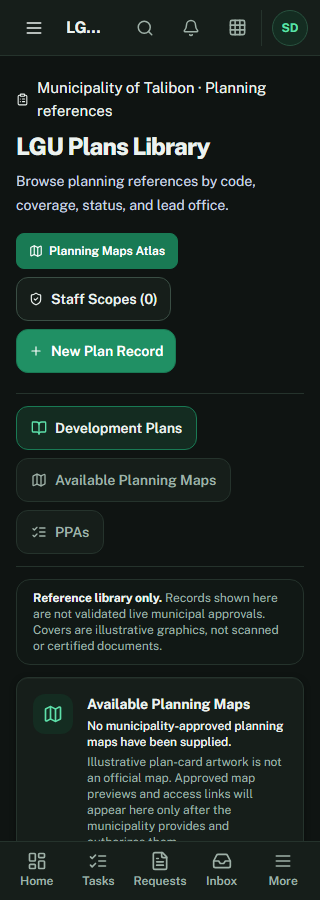 LG...
SD
Municipality of Talibon · Planning
references
LGU Plans Library
Browse planning references by code,
coverage, status, and lead office.
Planning Maps Atlas
Staff Scopes (0)
New Plan Record
Development Plans
Available Planning Maps
PPAs
Reference library only. Records shown here
are not validated live municipal approvals.
Covers are illustrative graphics, not scanned
or certified documents.
Available Planning Maps
No municipality-approved planning
maps have been supplied.
Illustrative plan-card artwork is not
an official map. Approved map
previews and access links will
appear here only after the
municipality provides and
Home
Tasks
Requests
Inbox
More